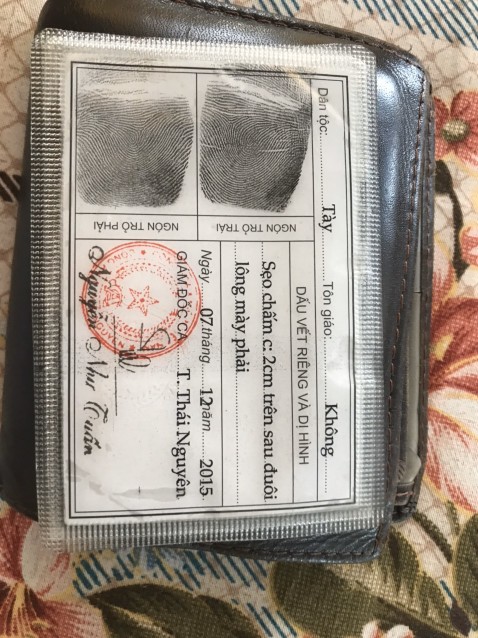 Dân tộc: Tày Tôn giáo: Không
NGÓN TRỎ TRÁI
NGÓN TRỎ PHẢI
DẤU VẾT RIÊNG VÀ DỊ HÌNH
Sẹo chấm c: 2cm trên sau đuôi
lông mày phải
Ngày 07 tháng 12 năm 2015
GIÁM ĐỐC CA T. Thái Nguyên
Nguyễn Như Tuấn